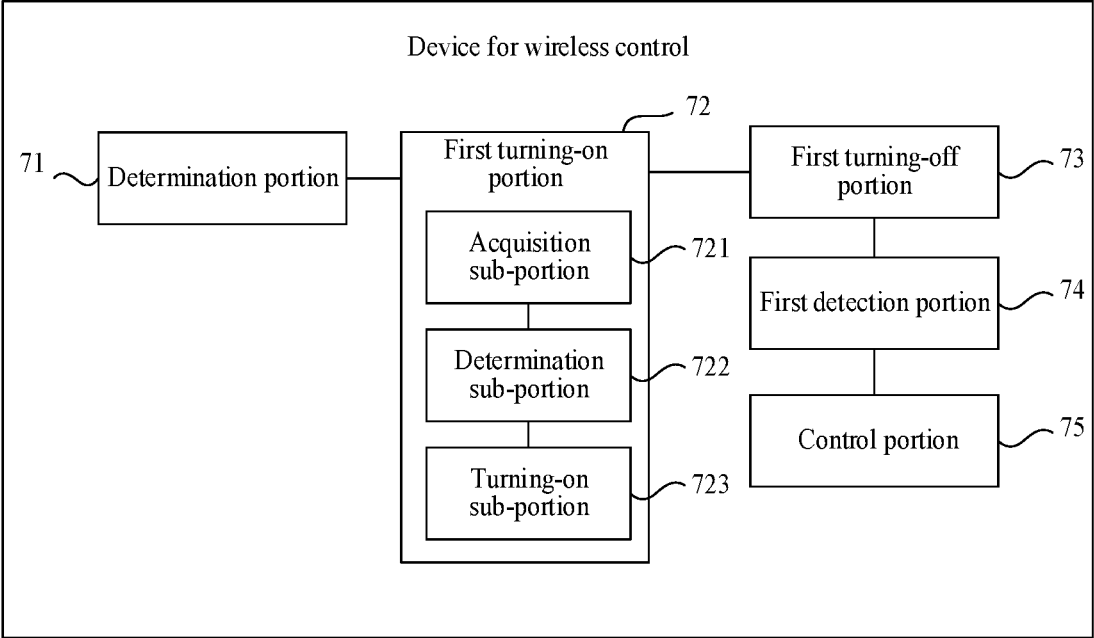 Device for wireless control
71
Determination portion
72
First turning-on
portion
Acquisition
sub-portion
721
Determination
sub-portion
722
Turning-on
sub-portion
723
First turning-off
portion
73
First detection portion
74
Control portion
75